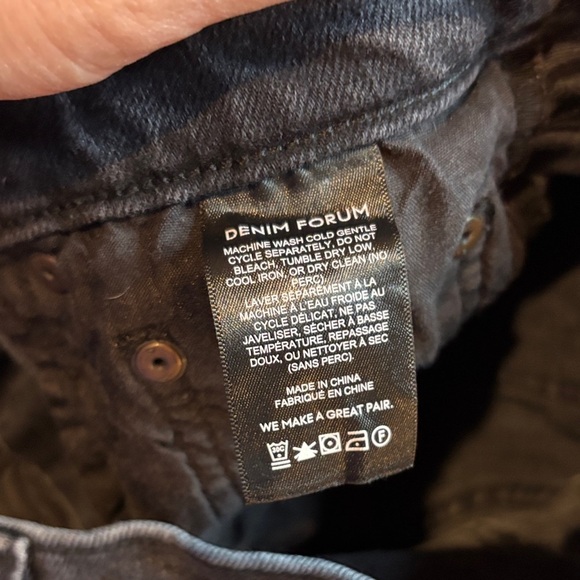 DENIM FORUM
MACHINE WASH COLD GENTLE
CYCLE SEPARATELY. DO NOT
BLEACH, TUMBLE DRY LOW,
COOL IRON, OR DRY CLEAN (NO
PERC)
LAVER SÉPARÉMENT À LA
MACHINE À L'EAU FROIDE AU
CYCLE DÉLICAT, NE PAS
JAVELISER, SÉCHER À BASSE
TEMPÉRATURE, REPASSAGE
DOUX, OU NETTOYER À SEC
(SANS PERC).
MADE IN CHINA
FABRIQUÉ EN CHINE
WE MAKE A GREAT PAIR.
30C F